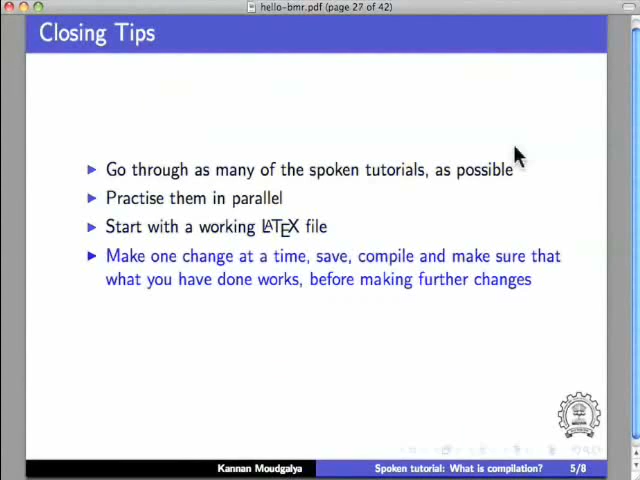 hello-bmr.pdf (page 27 of 42)
Closing Tips
Go through as many of the spoken tutorials, as possible
Practise them in parallel
Start with a working LATEX file
Make one change at a time, save, compile and make sure that
what you have done works, before making further changes
Kannan Moudgalya Spoken tutorial: What is compilation? 5/8